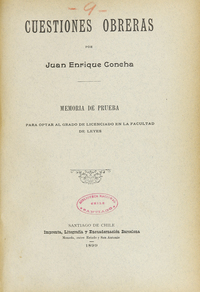 -9-
CUESTIONES OBRERAS
POR
Juan Enrique Concha
MEMORIA DE PRUEBA
PARA OPTAR AL GRADO DE LICENCIADO EN LA FACULTAD
DE LEYES
SANTIAGO DE CHILE
Imprenta, Litografía y Encuadernación Barcelona